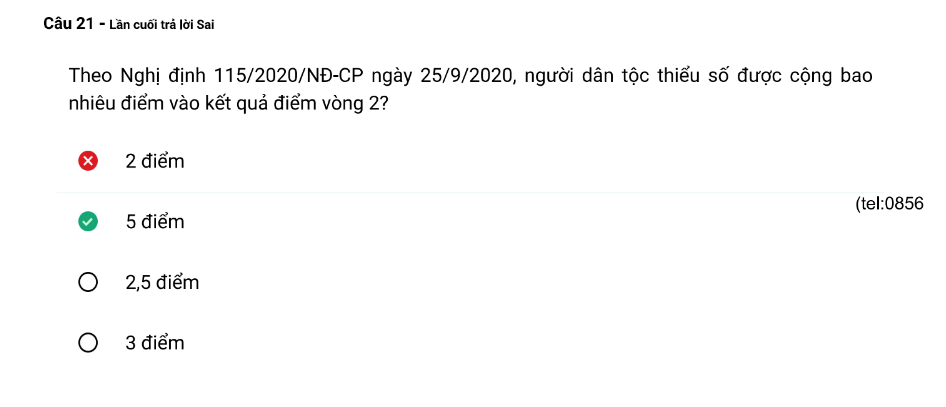 Câu 21 - Lần cuối trả lời Sai
Theo Nghị định 115/2020/NĐ-CP ngày 25/9/2020, người dân tộc thiểu số được cộng bao
nhiêu điểm vào kết quả điểm vòng 2?
2 điểm
(tel:0856
5 điểm
2,5 điểm
3 điểm